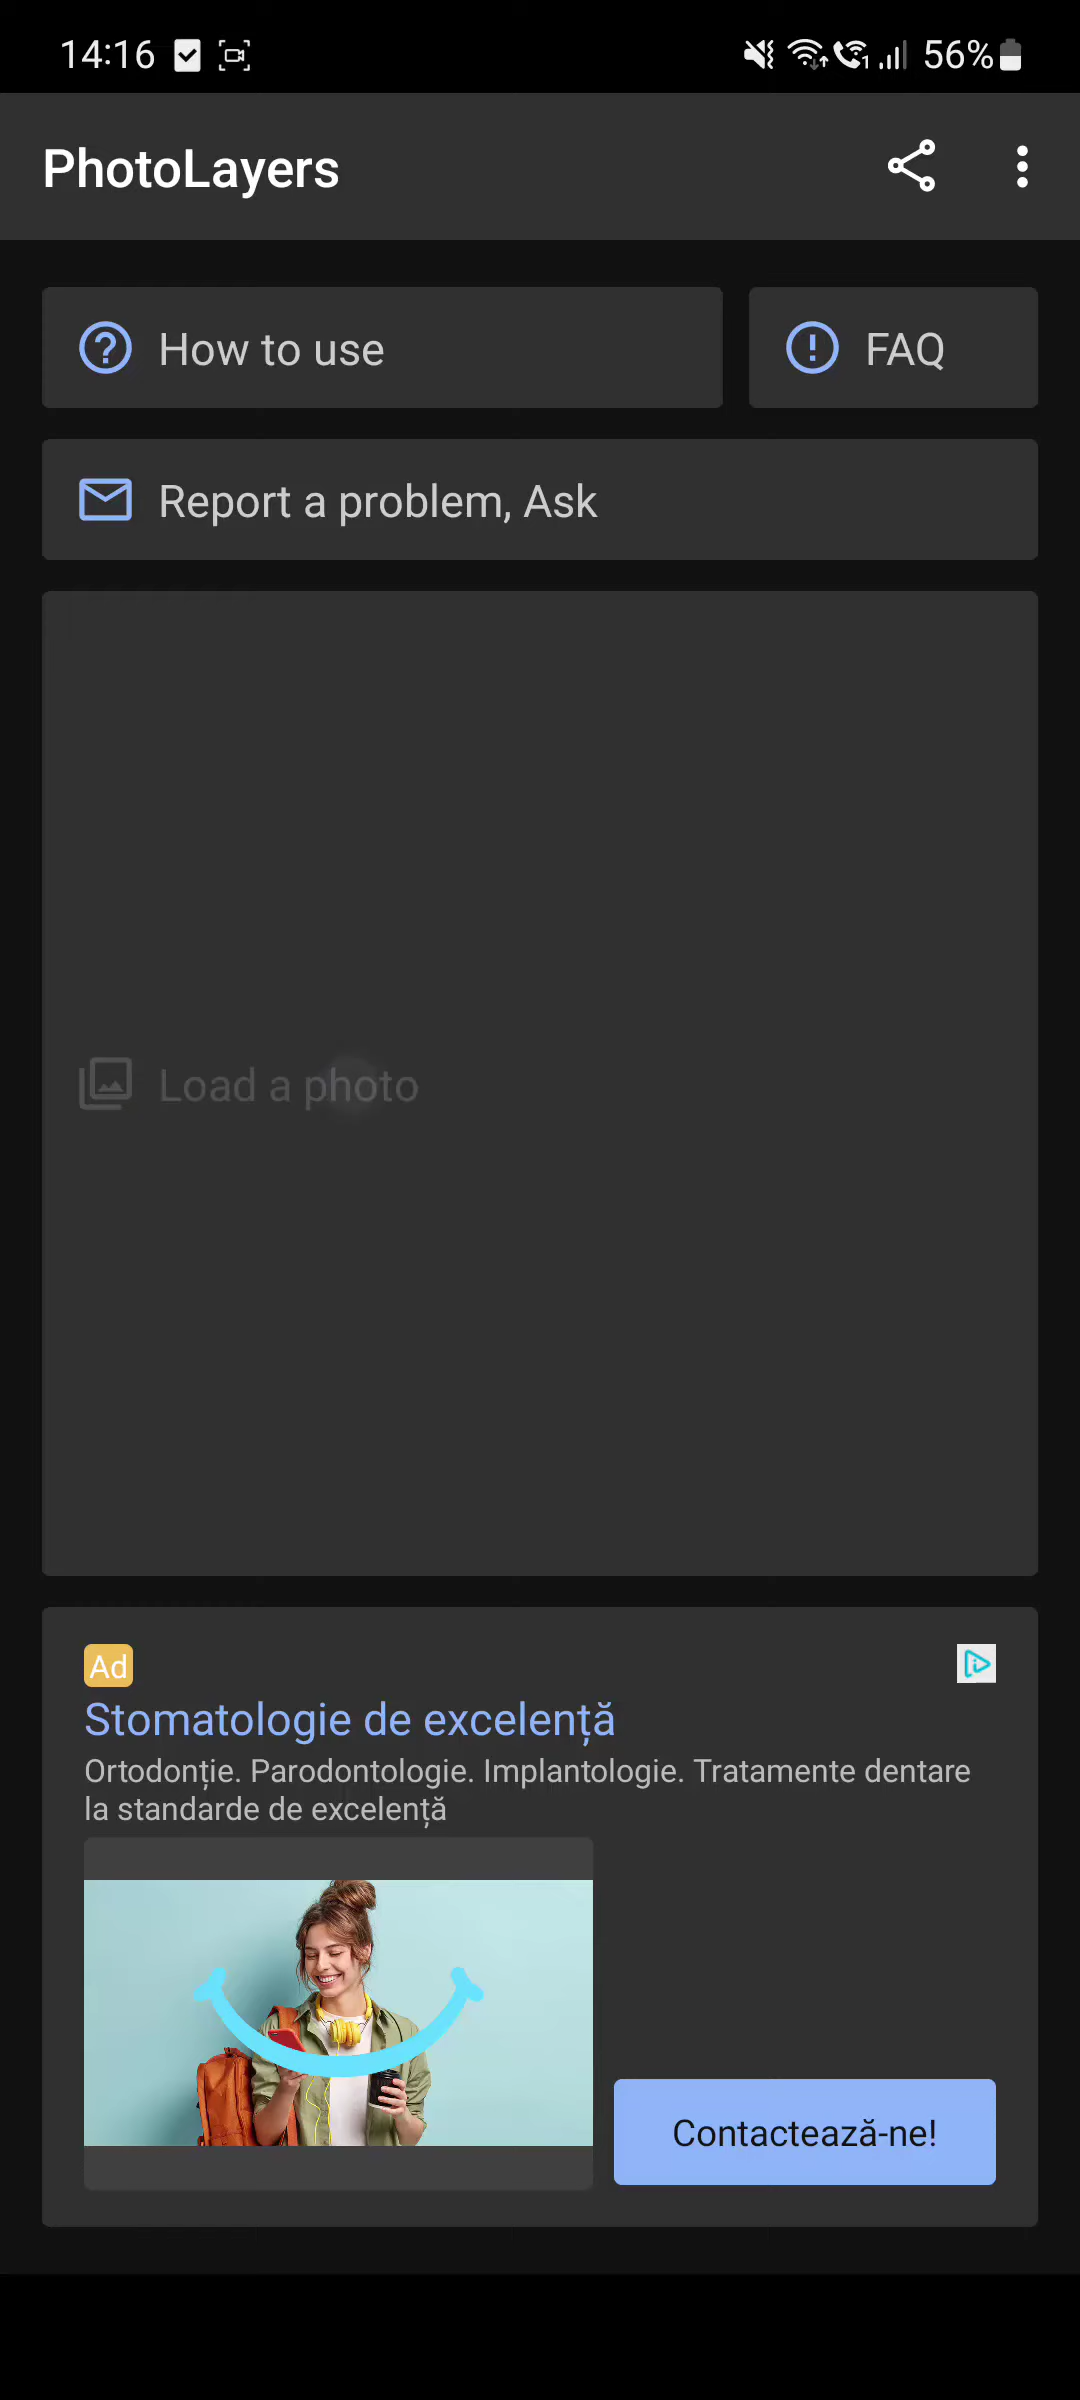 14:16
56%
PhotoLayers
How to use
FAQ
Report a problem, Ask
Load a photo
Ad
Stomatologie de excelență
Ortodonție. Parodontologie. Implantologie. Tratamente dentare
la standarde de excelență
Contactează-ne!